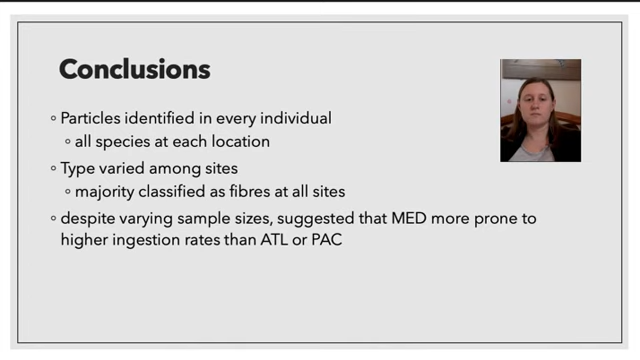 Conclusions
Particles identified in every individual
all species at each location
Type varied among sites
majority classified as fibres at all sites
despite varying sample sizes, suggested that MED more prone to
higher ingestion rates than ATL or PAC